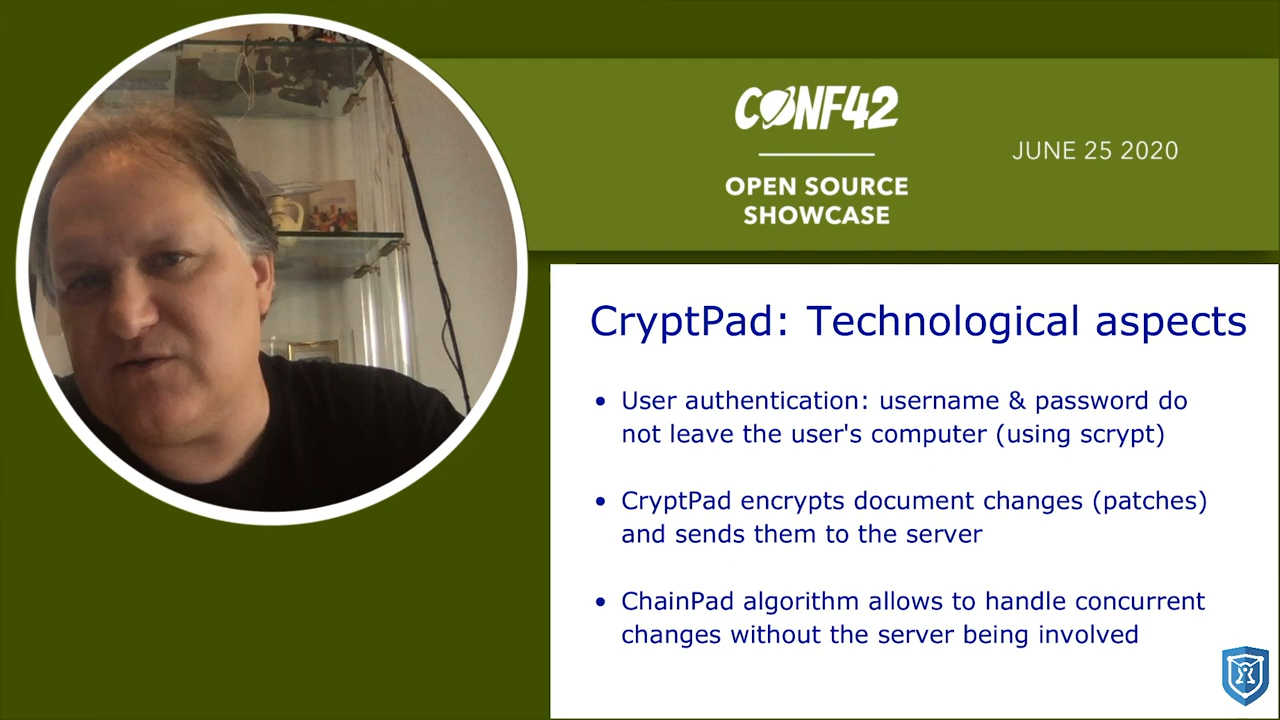 CONF42
OPEN SOURCE
SHOWCASE
JUNE 25 2020
CryptPad: Technological aspects
• User authentication: username & password do
not leave the user's computer (using scrypt)
• CryptPad encrypts document changes (patches)
and sends them to the server
• ChainPad algorithm allows to handle concurrent
changes without the server being involved